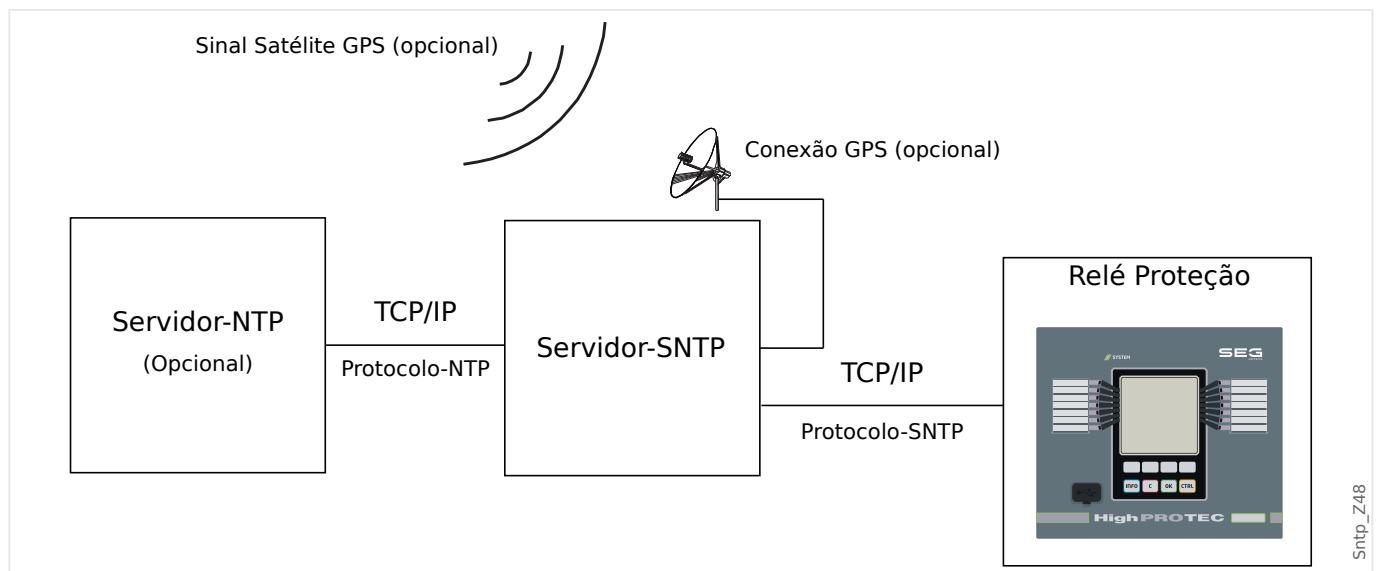 Sinal Satélite GPS (opcional)
Conexão GPS (opcional)
Servidor-NTP
(Opcional)
TCP/IP
Protocolo-NTP
Servidor-SNTP
TCP/IP
Protocolo-SNTP
Relé Proteção
SYSTEM
SEG
INFO
C
OK
CTRL
HighPROTEC
Sntp_Z48